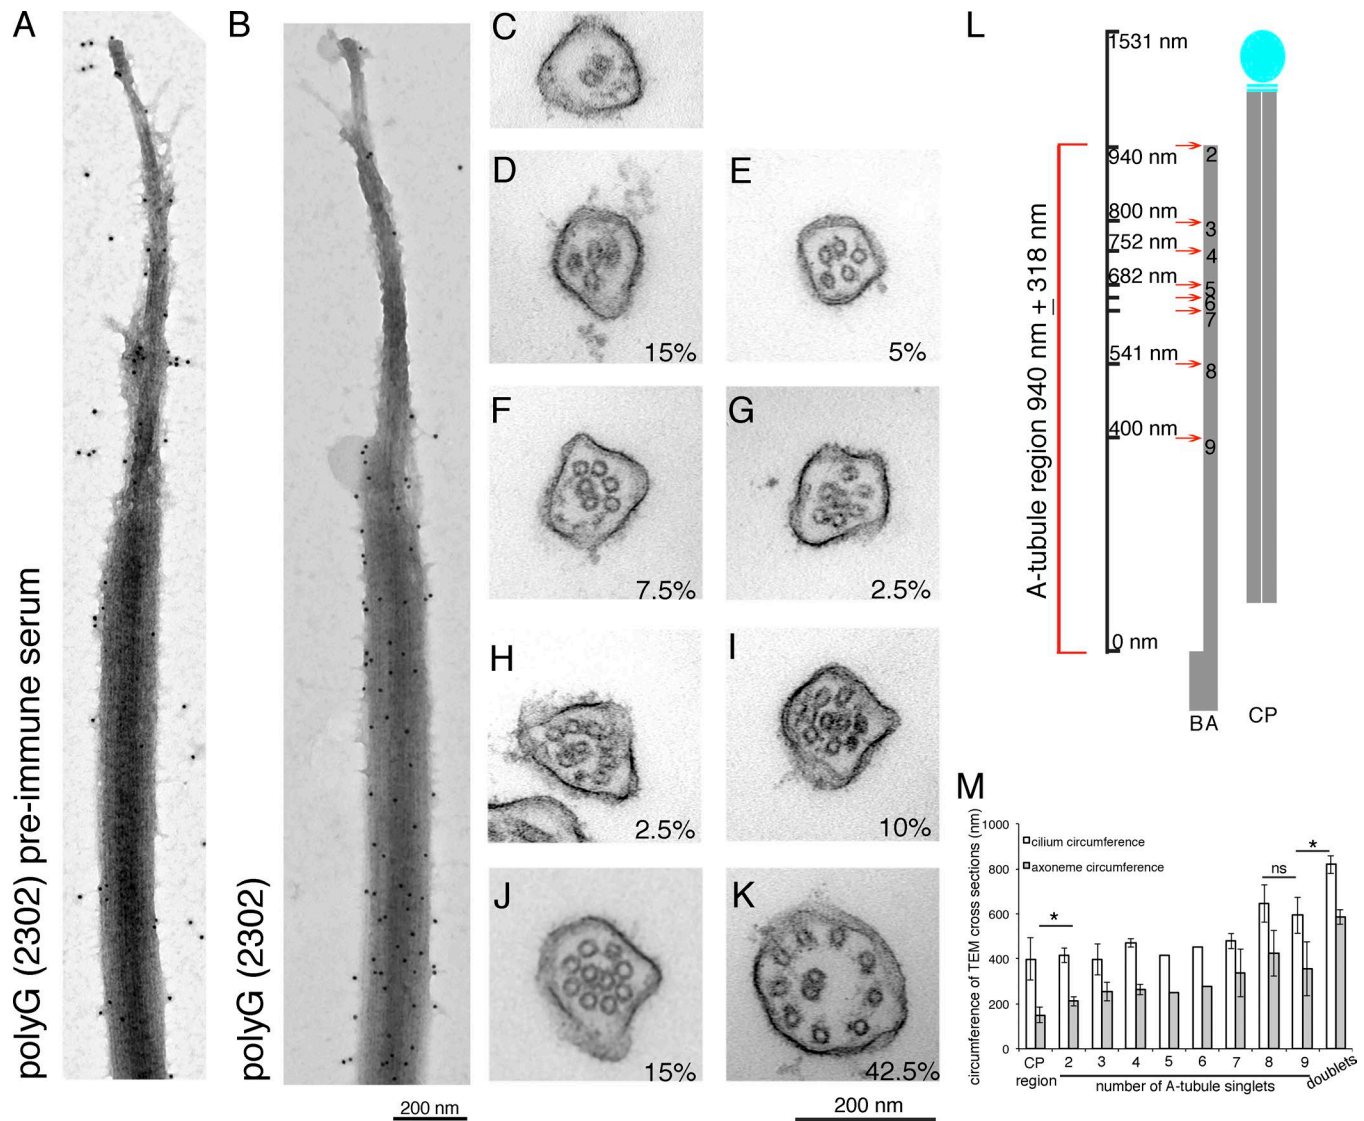 A
B
C
L
polyG (2302) pre-immune serum
polyG (2302)
D
15%
E
5%
F
7.5%
G
2.5%
H
2.5%
I
10%
J
15%
K
42.5%
200 nm
200 nm
A-tubule region 940 nm ± 318 nm
1531 nm
940 nm
800 nm
752 nm
682 nm
541 nm
400 nm
0 nm
2
3
4
5
6
7
8
9
B A
CP
M
circumference of TEM cross sections (nm)
1000
800
600
400
200
0
cilium circumference
axoneme circumference
*
ns
*
CP region
2 3 4 5 6 7 8 9
doublets
number of A-tubule singlets